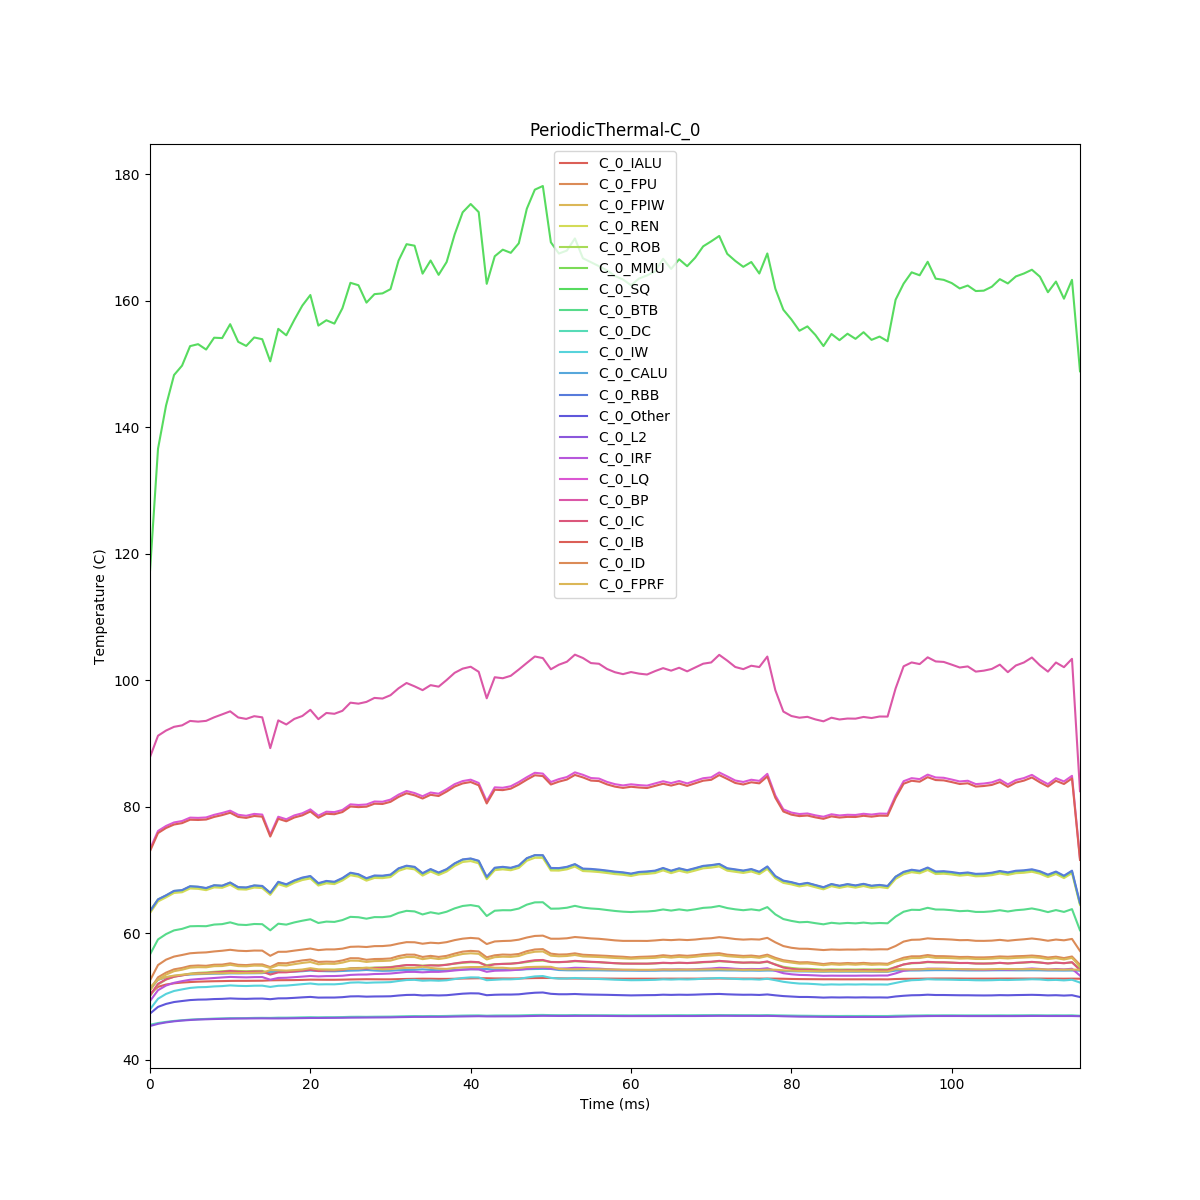 PeriodicThermal-C_0
180
160
140
120
100
80
60
40
Temperature (C)
C_0_IALU
C_0_FPU
C_0_FPIW
C_0_REN
C_0_ROB
C_0_MMU
C_0_SQ
C_0_BTB
C_0_DC
C_0_IW
C_0_CALU
C_0_RBB
C_0_Other
C_0_L2
C_0_IRF
C_0_LQ
C_0_BP
C_0_IC
C_0_IB
C_0_ID
C_0_FPRF
0 20 40 60 80 100
Time (ms)